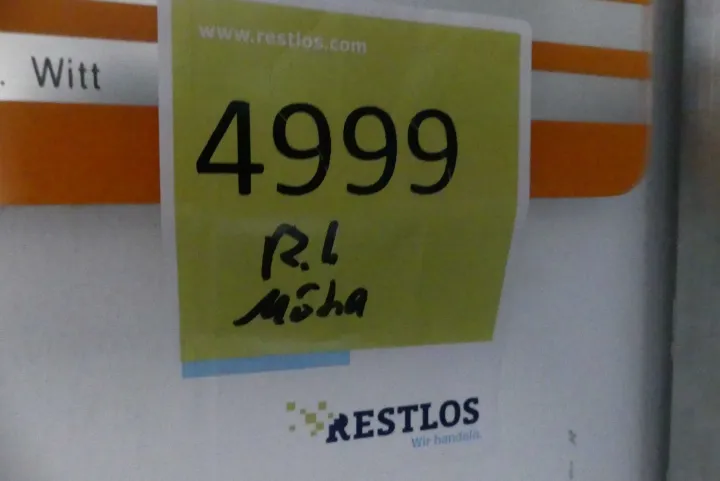 www.restlos.com
. Witt
4999
R.l.
Möha
RESTLOS
Wir handeln.